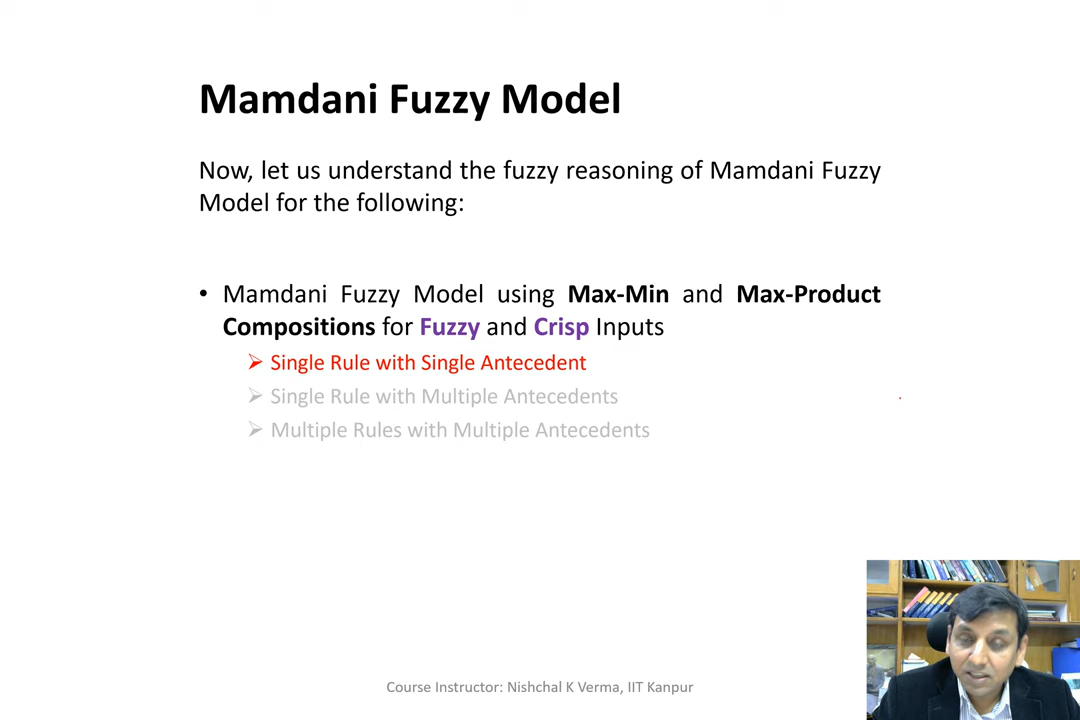 Mamdani Fuzzy Model
Now, let us understand the fuzzy reasoning of Mamdani Fuzzy
Model for the following:
• Mamdani Fuzzy Model using Max-Min and Max-Product
Compositions for Fuzzy and Crisp Inputs
➢ Single Rule with Single Antecedent
➢ Single Rule with Multiple Antecedents
➢ Multiple Rules with Multiple Antecedents
Course Instructor: Nishchal K Verma, IIT Kanpur